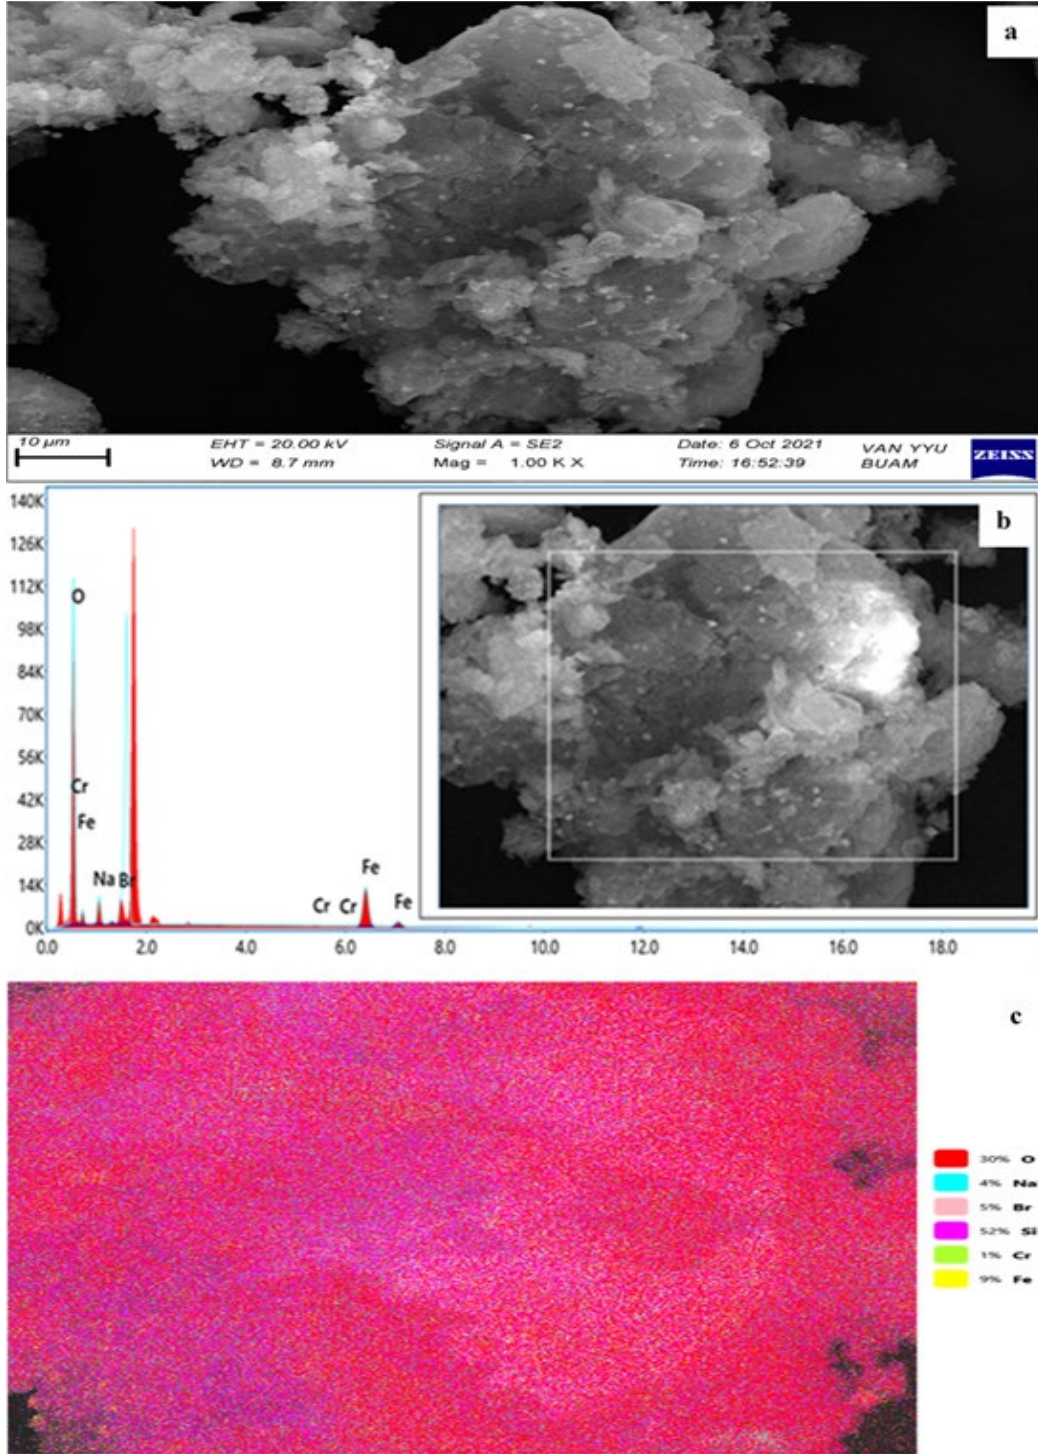 a
10 µm
EHT = 20.00 kV
Signal A = SE2
Date: 6 Oct 2021
VAN YYU
ZEISS
WD = 8.7 mm
Mag = 1.00 K X
Time: 16:52:39
BUAM
b
140K
126K
112K
98K
84K
70K
56K
42K
28K
14K
0K
O
Cr
Fe
Na
Br
Cr
Cr
Fe
Fe
0.0 2.0 4.0 6.0 8.0 10.0 12.0 14.0 16.0 18.0
c
30% O
4% Na
5% Br
52% Si
1% Cr
9% Fe